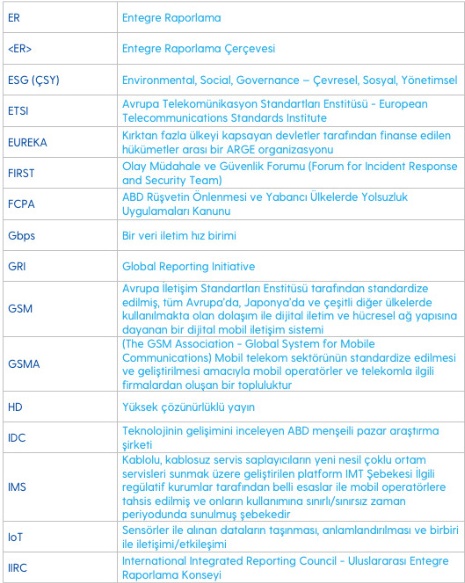 ER Entegre Raporlama
<ER> Entegre Raporlama Çerçevesi
ESG (ÇSY) Environmental, Social, Governance – Çevresel, Sosyal, Yönetimsel
ETSI Avrupa Telekomünikasyon Standartları Enstitüsü - European
Telecommunications Standards Institute
EUREKA Kırktan fazla ülkeyi kapsayan devletler tarafından finanse edilen
hükümetler arası bir ARGE organizasyonu
FIRST Olay Müdahale ve Güvenlik Forumu (Forum for Incident Response
and Security Team)
FCPA ABD Rüşvetin Önlenmesi ve Yabancı Ülkelerde Yolsuzluk
Uygulamaları Kanunu
Gbps Bir veri iletim hız birimi
GRI Global Reporting Initiative
GSM Avrupa İletişim Standartları Enstitüsü tarafından standardize
edilmiş, tüm Avrupa'da, Japonya'da ve çeşitli diğer ülkelerde
kullanılmakta olan dolaşım ile dijital iletim ve hücresel ağ yapısına
dayanan bir dijital mobil iletişim sistemi
GSMA (The GSM Association - Global System for Mobile
Communications) Mobil telekom sektörünün standardize edilmesi
ve geliştirilmesi amacıyla mobil operatörler ve telekomla ilgili
firmalardan oluşan bir topluluktur
HD Yüksek çözünürlüklü yayın
IDC Teknolojinin gelişimini inceleyen ABD menşeili pazar araştırma
şirketi
IMS Kablolu, kablosuz servis saplayıcıların yeni nesil çoklu ortam
servisleri sunmak üzere geliştirilen platform IMT Şebekesi İlgili
regülatif kurumlar tarafından belli esaslar ile mobil operatörlere
tahsis edilmiş ve onların kullanımına sınırlı/sınırsız zaman
periyodunda sunulmuş şebekedir
IoT Sensörler ile alınan dataların taşınması, anlamlandırılması ve birbiri
ile iletişimi/etkileşimi
IIRC International Integrated Reporting Council - Uluslararası Entegre
Raporlama Konseyi